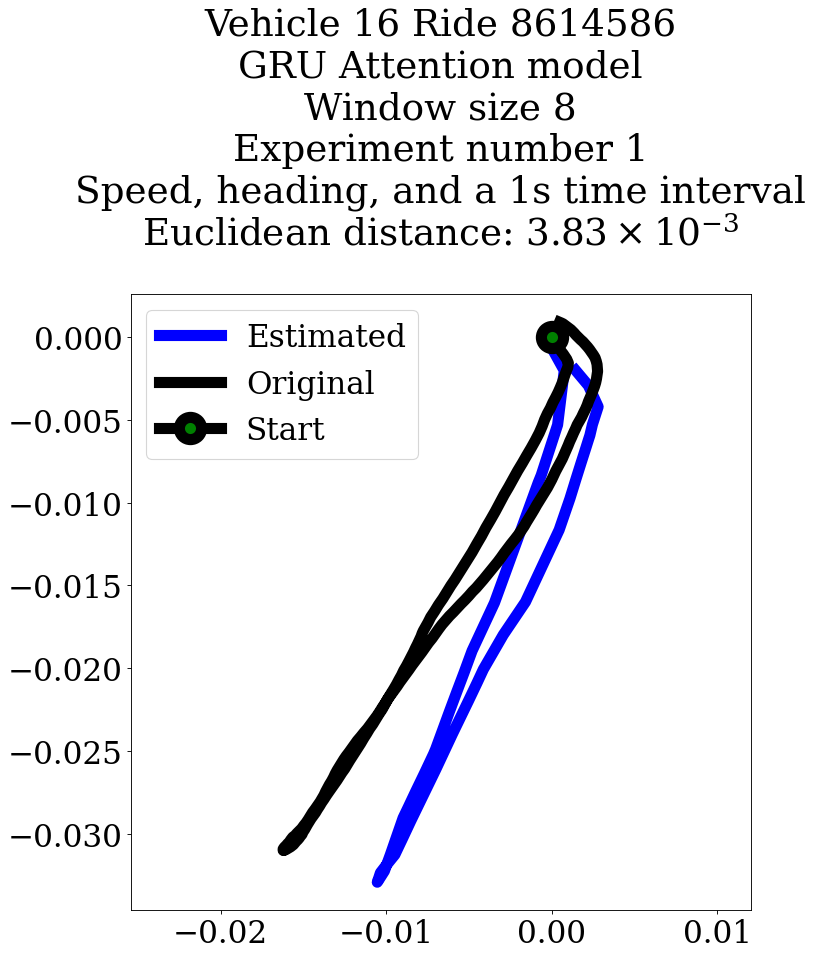 Vehicle 16 Ride 8614586
GRU Attention model
Window size 8
Experiment number 1
Speed, heading, and a 1s time interval
Euclidean distance: 3.83 × 10⁻³
Estimated
Original
Start
0.000
−0.005
−0.010
−0.015
−0.020
−0.025
−0.030
−0.02 −0.01 0.00 0.01